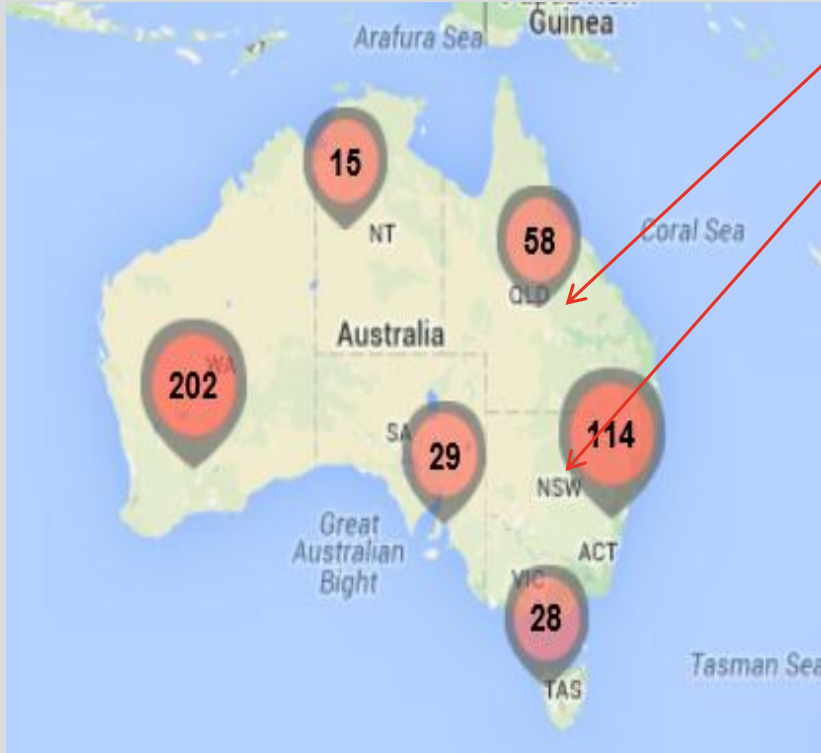 Guinea
Arafura Sea
15
NT
58
Coral Sea
QLD
Australia
WA
202
114
SA
29
NSW
Great
Australian
Bight
ACT
VIC
28
Tasman Sea
TAS